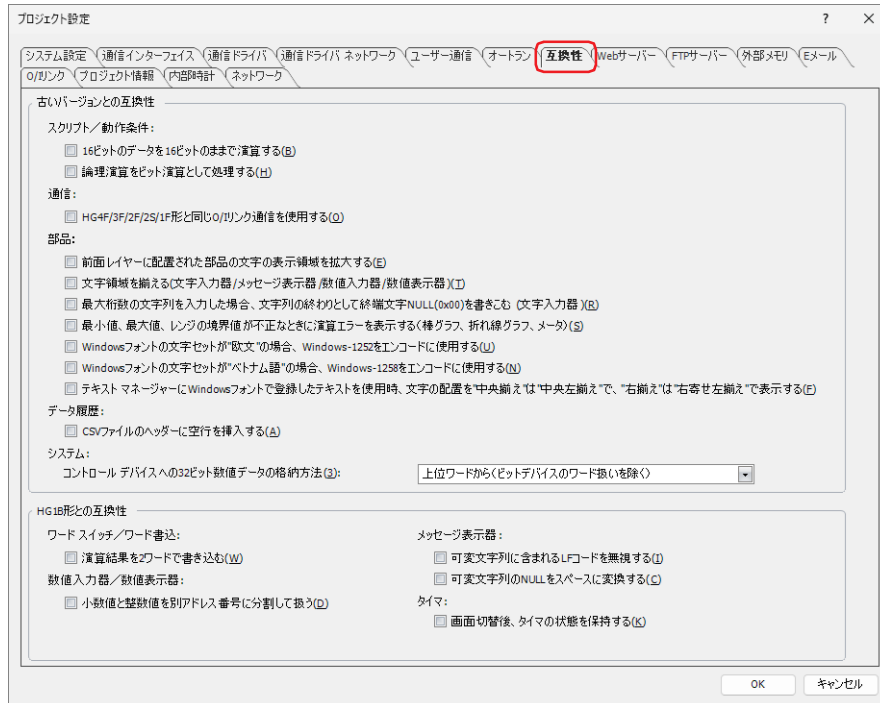 プロジェクト設定
システム設定 通信インターフェイス 通信ドライバ 通信ドライバ ネットワーク ユーザー通信 オートラン 互換性 Webサーバー FTPサーバー 外部メモリ Eメール
O/Iリンク プロジェクト情報 内部時計 ネットワーク
古いバージョンとの互換性
スクリプト／動作条件:
16ビットのデータを16ビットのままで演算する(B)
論理演算をビット演算として処理する(H)
通信:
HG4F/3F/2F/2S/1F形と同じO/Iリンク通信を使用する(O)
部品:
前面レイヤーに配置された部品の文字の表示領域を拡大する(E)
文字領域を揃える(文字入力器/メッセージ表示器/数値入力器/数値表示器)(T)
最大桁数の文字列を入力した場合、文字列の終わりとして終端文字NULL(0x00)を書きこむ (文字入力器)(R)
最小値、最大値、レンジの境界値が不正なときに演算エラーを表示する(棒グラフ、折れ線グラフ、メータ)(S)
Windowsフォントの文字セットが"欧文"の場合、Windows-1252をエンコードに使用する(U)
Windowsフォントの文字セットが"ベトナム語"の場合、Windows-1258をエンコードに使用する(N)
テキスト マネージャーにWindowsフォントで登録したテキストを使用時、文字の配置を"中央揃え"は"中央左揃え"で、"右揃え"は"右寄せ左揃え"で表示する(F)
データ履歴:
CSVファイルのヘッダーに空行を挿入する(A)
システム:
コントロール デバイスへの32ビット数値データの格納方法(3): 上位ワードから(ビットデバイスのワード扱いを除く)
HG1B形との互換性
ワード スイッチ／ワード書込:
演算結果を2ワードで書き込む(W)
数値入力器／数値表示器:
小数値と整数値を別アドレス番号に分割して扱う(D)
メッセージ表示器:
可変文字列に含まれるLFコードを無視する(I)
可変文字列のNULLをスペースに変換する(C)
タイマ:
画面切替後、タイマの状態を保持する(K)
OK キャンセル